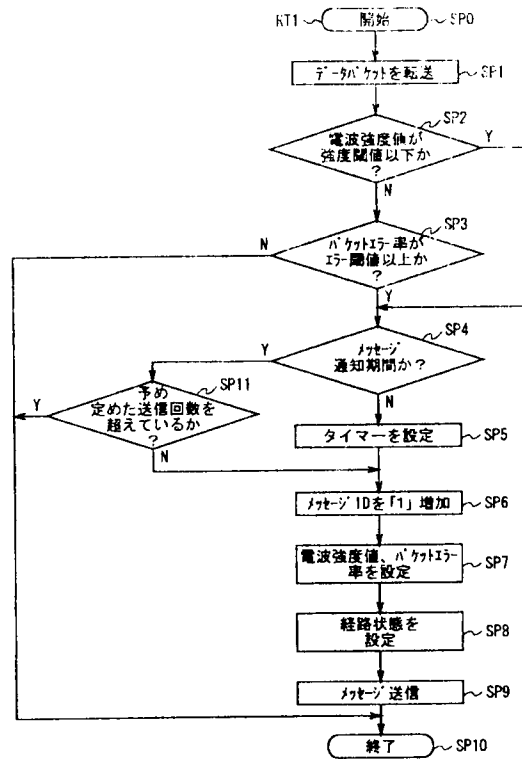 RT1 開始 SP0
データパケットを転送 SP1
SP2
電波強度値が
強度閾値以下か
?
Y
N
SP3
パケットエラー率が
エラー閾値以上か
?
N
Y
SP4
メッセージ
通知期間か?
Y
N
SP11
予め
定めた送信回数を
超えているか
?
Y
N
タイマーを設定 SP5
メッセージIDを「1」増加 SP6
電波強度値、パケットエラー
率を設定
SP7
経路状態を
設定
SP8
メッセージ送信 SP9
終了 SP10